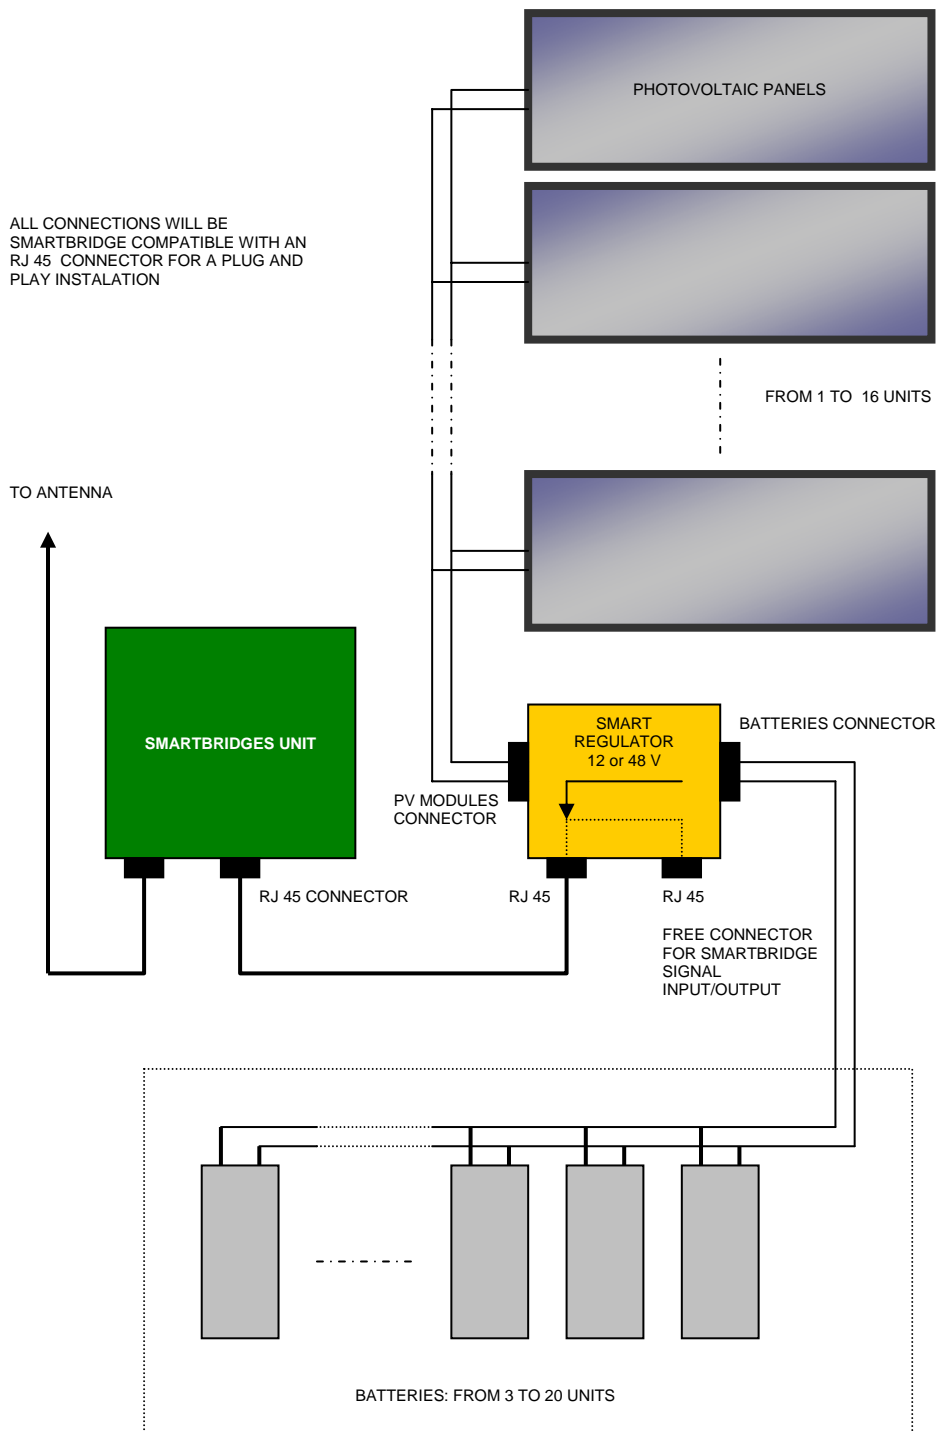 PHOTOVOLTAIC PANELS
ALL CONNECTIONS WILL BE
SMARTBRIDGE COMPATIBLE WITH AN
RJ 45 CONNECTOR FOR A PLUG AND
PLAY INSTALATION
FROM 1 TO 16 UNITS
TO ANTENNA
SMARTBRIDGES UNIT
SMART
REGULATOR
12 or 48 V
BATTERIES CONNECTOR
PV MODULES
CONNECTOR
RJ 45 CONNECTOR
RJ 45
RJ 45
FREE CONNECTOR
FOR SMARTBRIDGE
SIGNAL
INPUT/OUTPUT
BATTERIES: FROM 3 TO 20 UNITS